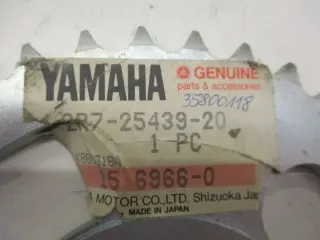 YAMAHA
GENUINE
parts & accessories
35800118
2R7-25439-20
1 PC
15 6966-0
MOTOR CO., LTD. Shizuoka
MADE IN JAPAN